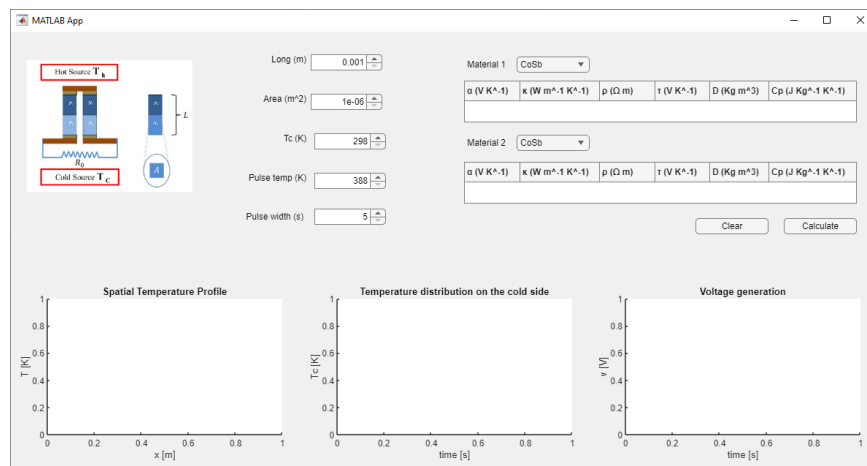 MATLAB App
Hot Source T h
L
R0
Cold Source T C
A
Long (m) 0.001
Area (m^2) 1e-06
Tc (K) 298
Pulse temp (K) 388
Pulse width (s) 5
Material 1 CoSb
α (V K^-1) κ (W m^-1 K^-1) ρ (Ω m) τ (V K^-1) D (Kg m^3) Cp (J Kg^-1 K^-1)
Material 2 CoSb
α (V K^-1) κ (W m^-1 K^-1) ρ (Ω m) τ (V K^-1) D (Kg m^3) Cp (J Kg^-1 K^-1)
Clear Calculate
Spatial Temperature Profile
T [K]
1
0.8
0.6
0.4
0.2
0
0 0.2 0.4 0.6 0.8 1
x [m]
Temperature distribution on the cold side
Tc [K]
1
0.8
0.6
0.4
0.2
0
0 0.2 0.4 0.6 0.8 1
time [s]
Voltage generation
v [V]
1
0.8
0.6
0.4
0.2
0
0 0.2 0.4 0.6 0.8 1
time [s]